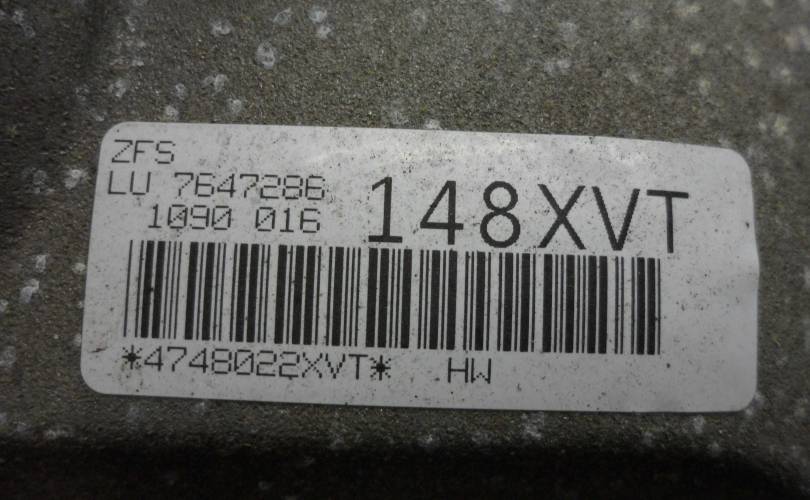 ZFS
LU 7647286
1090 016
148XVT
*4748022XVT* HW